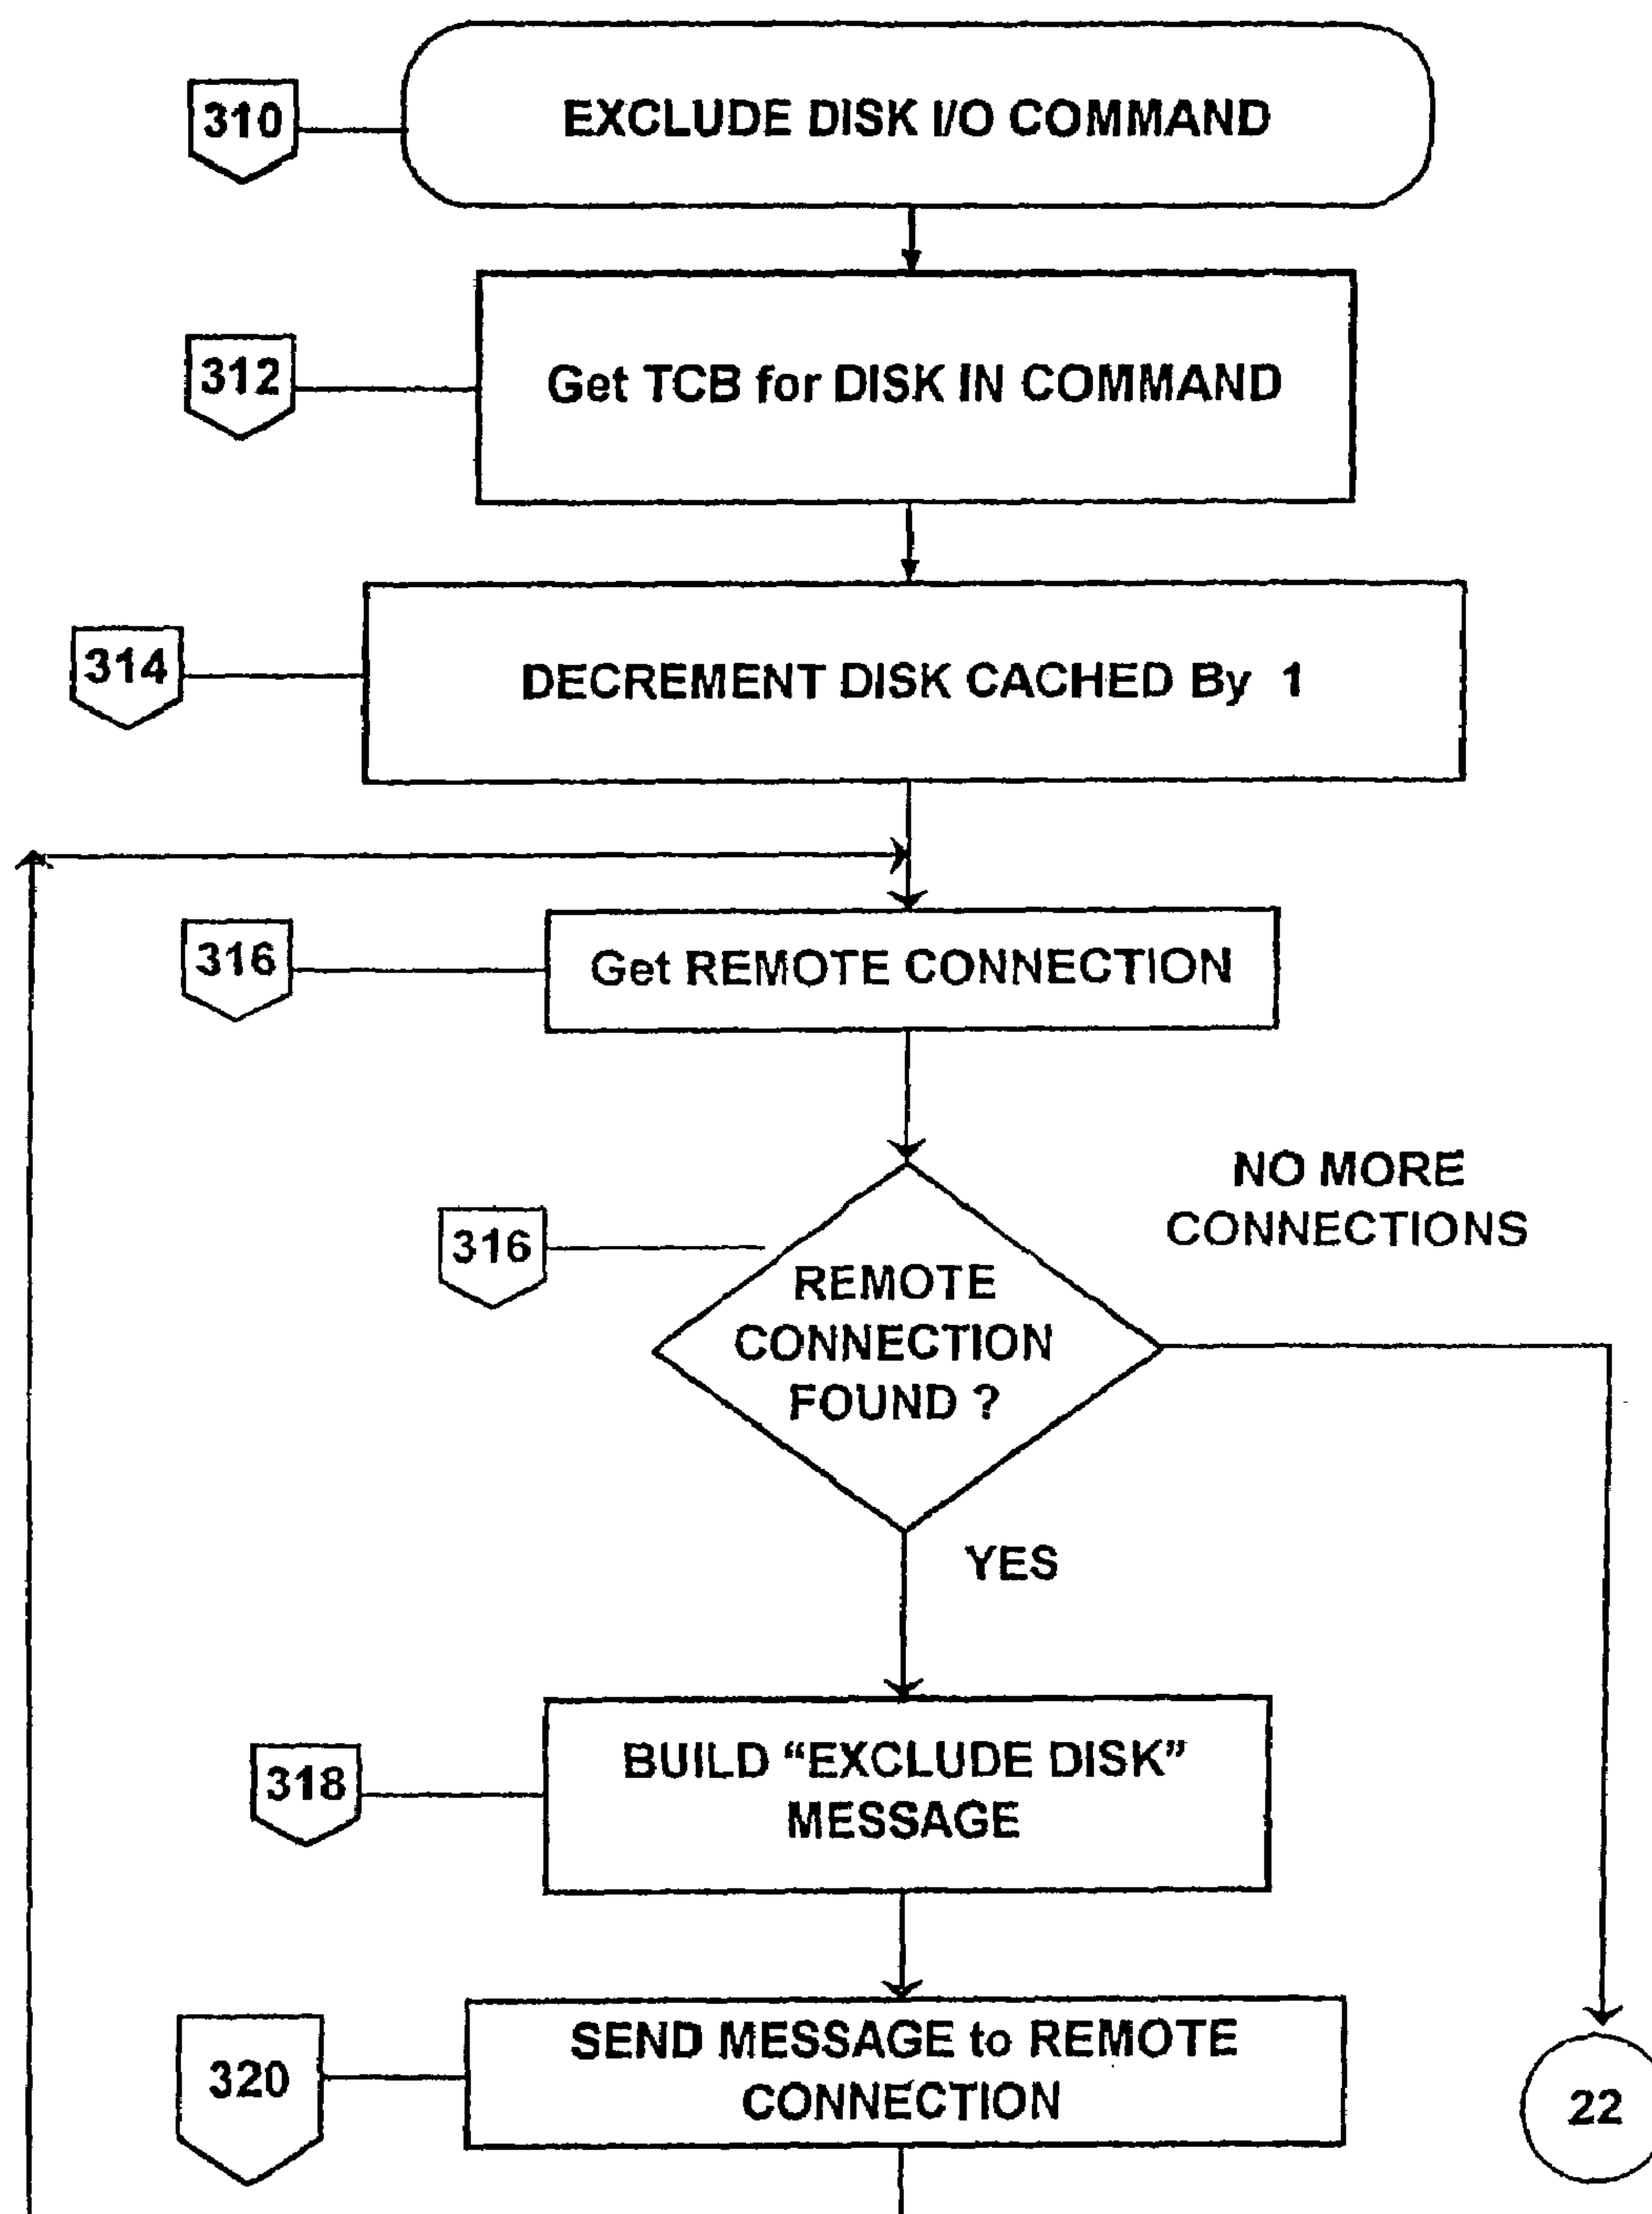 310
EXCLUDE DISK I/O COMMAND
312
Get TCB for DISK IN COMMAND
314
DECREMENT DISK CACHED By 1
316
Get REMOTE CONNECTION
NO MORE
CONNECTIONS
316
REMOTE
CONNECTION
FOUND ?
YES
318
BUILD “EXCLUDE DISK”
MESSAGE
320
SEND MESSAGE to REMOTE
CONNECTION
22